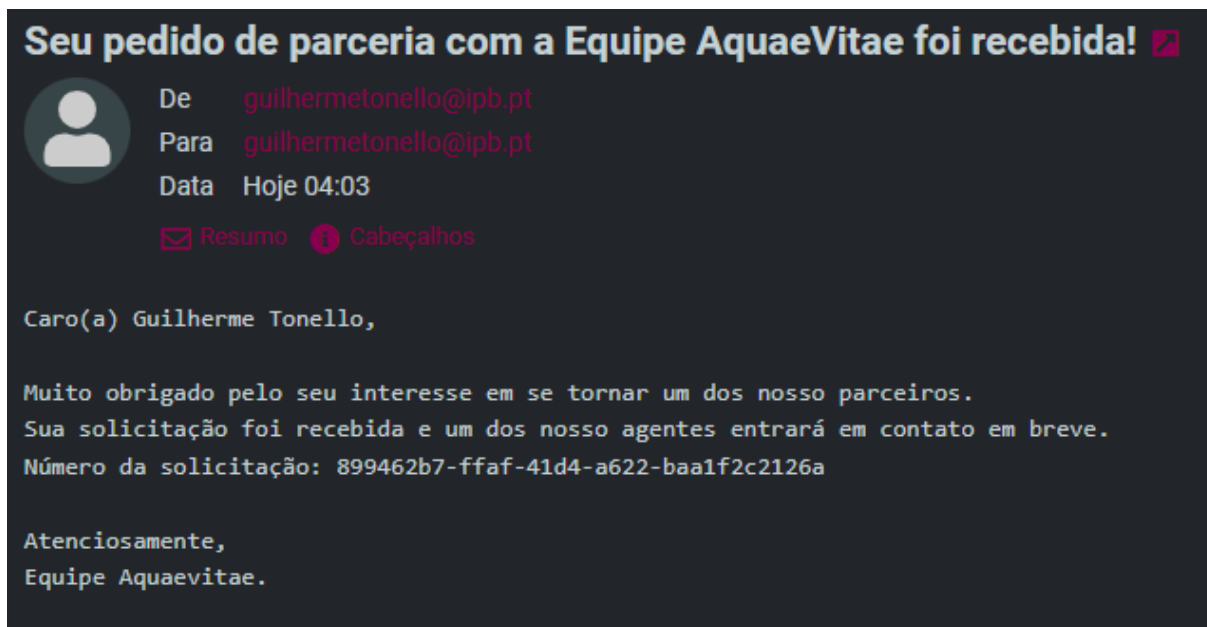 Seu pedido de parceria com a Equipe AquaeVitae foi recebida!
De guilhermetonello@ipb.pt
Para guilhermetonello@ipb.pt
Data Hoje 04:03
Resumo Cabeçalhos
Caro(a) Guilherme Tonello,
Muito obrigado pelo seu interesse em se tornar um dos nosso parceiros.
Sua solicitação foi recebida e um dos nosso agentes entrará em contato em breve.
Número da solicitação: 899462b7-ffaf-41d4-a622-baa1f2c2126a
Atenciosamente,
Equipe Aquaevitae.